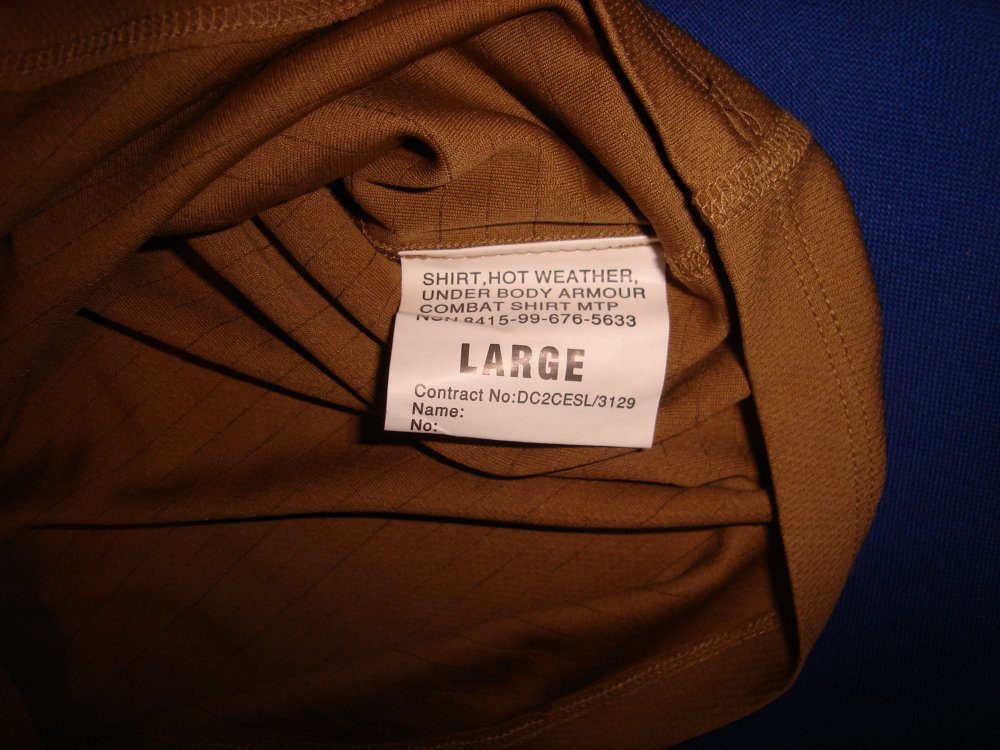 SHIRT,HOT WEATHER,
UNDER BODY ARMOUR
COMBAT SHIRT MTP
NSN 8415-99-676-5633
LARGE
Contract No:DC2CESL/3129
Name:
No: